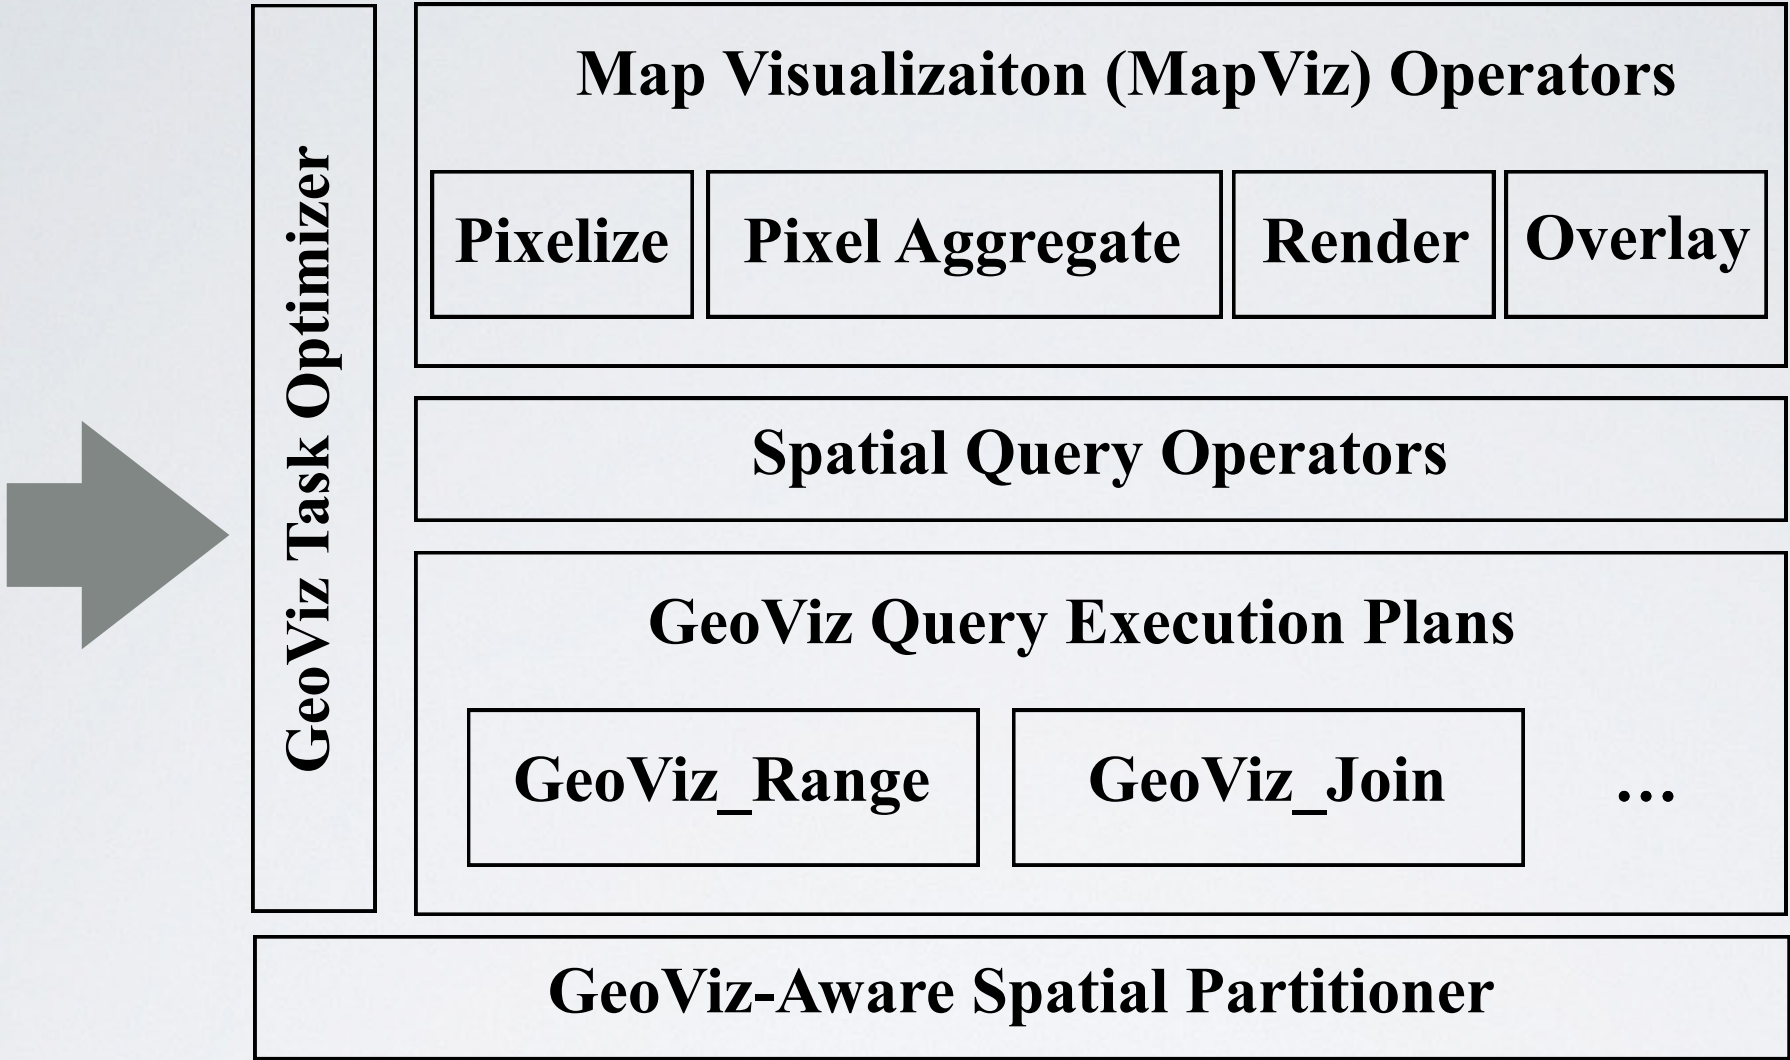 GeoViz Task Optimizer
Map Visualizaiton (MapViz) Operators
Pixelize
Pixel Aggregate
Render
Overlay
Spatial Query Operators
GeoViz Query Execution Plans
GeoViz_Range
GeoViz_Join
...
GeoViz-Aware Spatial Partitioner